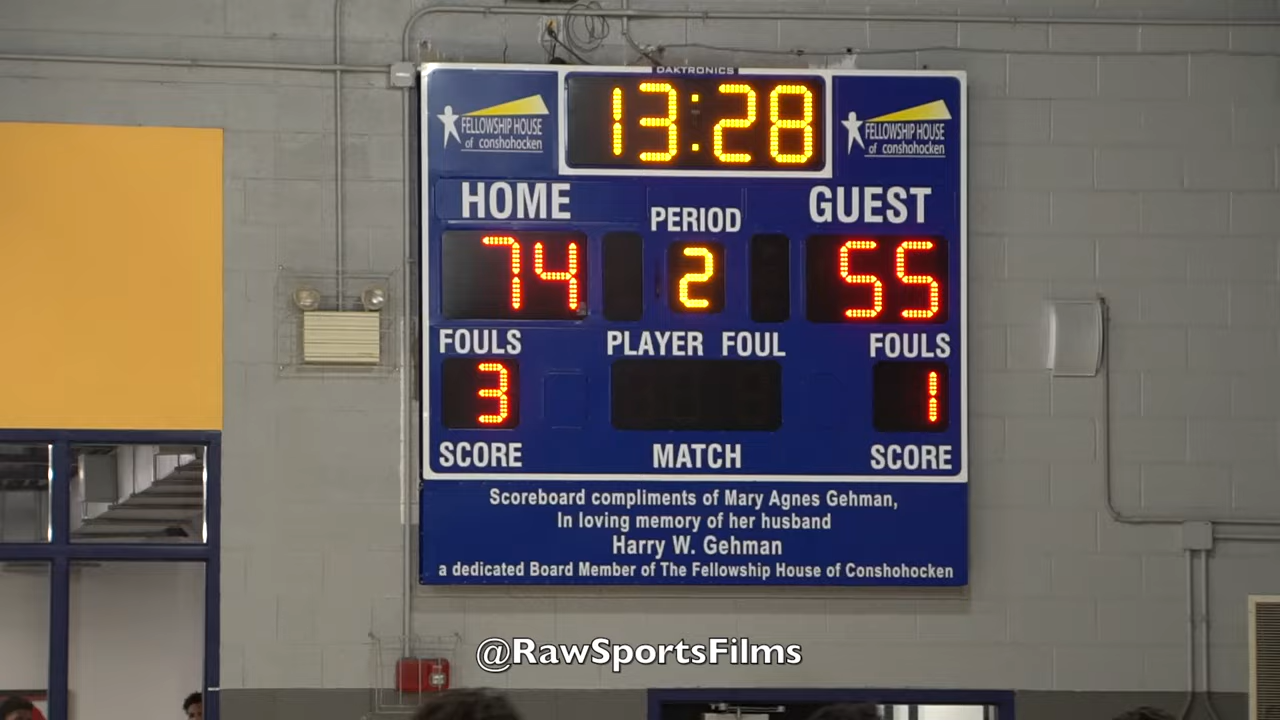 DAKTRONICS
FELLOWSHIP HOUSE
of conshohocken
13:28
FELLOWSHIP HOUSE
of conshohocken
HOME
PERIOD
GUEST
74
2
55
FOULS
PLAYER FOUL
FOULS
3
1
SCORE
MATCH
SCORE
Scoreboard compliments of Mary Agnes Gehman,
In loving memory of her husband
Harry W. Gehman
a dedicated Board Member of The Fellowship House of Conshohocken
@RawSportsFilms